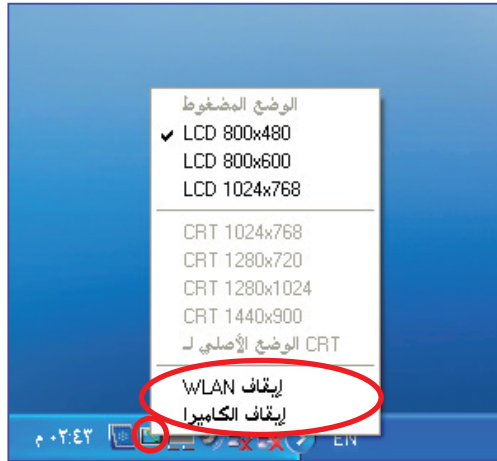 الوضع المضغوط
LCD 800x480
LCD 800x600
LCD 1024x768
CRT 1024x768
CRT 1280x720
CRT 1280x1024
CRT 1440x900
الوضع الأصلي لـ CRT
إيقاف WLAN
إيقاف الكاميرا
٠٢:٤٣ م
EN